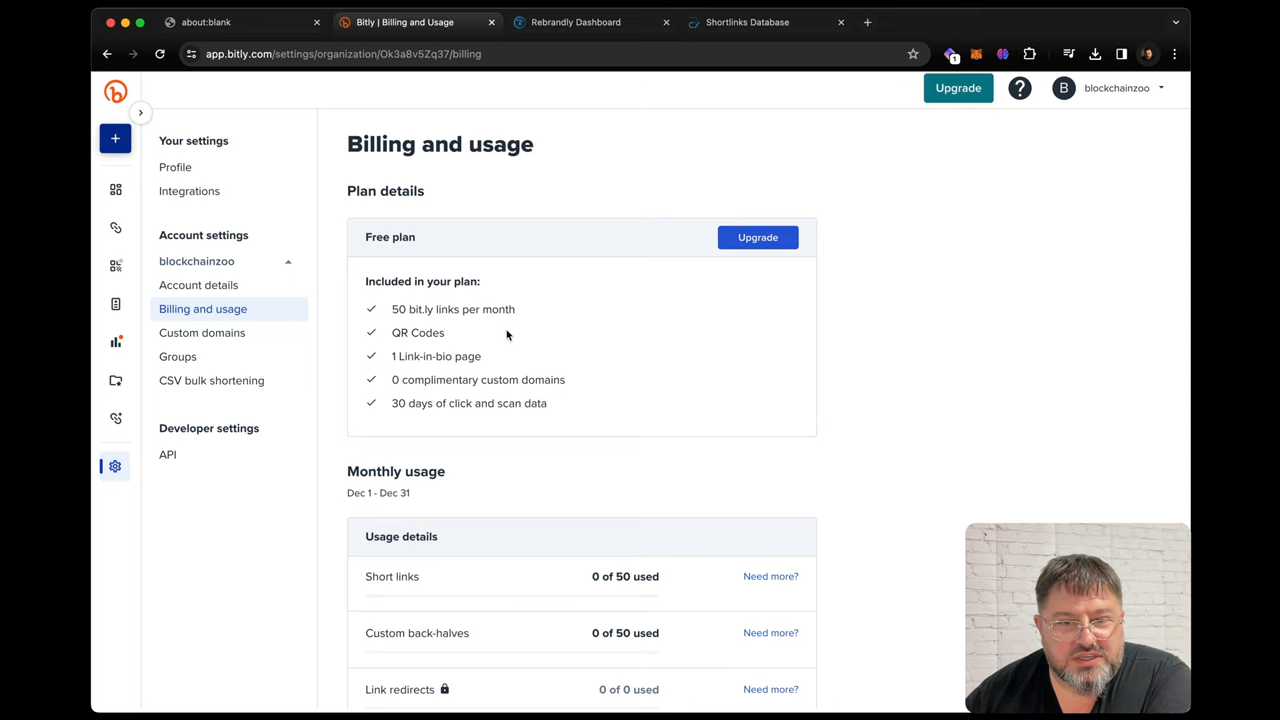 about:blank
Bitly | Billing and Usage
Rebrandly Dashboard
Shortlinks Database
app.bitly.com/settings/organization/Ok3a8v5Zq37/billing
1
Upgrade
?
B
blockchainzoo
Your settings
Profile
Integrations
Account settings
blockchainzoo
Account details
Billing and usage
Custom domains
Groups
CSV bulk shortening
Developer settings
API
Billing and usage
Plan details
Free plan
Upgrade
Included in your plan:
50 bit.ly links per month
QR Codes
1 Link-in-bio page
0 complimentary custom domains
30 days of click and scan data
Monthly usage
Dec 1 - Dec 31
Usage details
Short links
0 of 50 used
Need more?
Custom back-halves
0 of 50 used
Need more?
Link redirects
0 of 0 used
Need more?